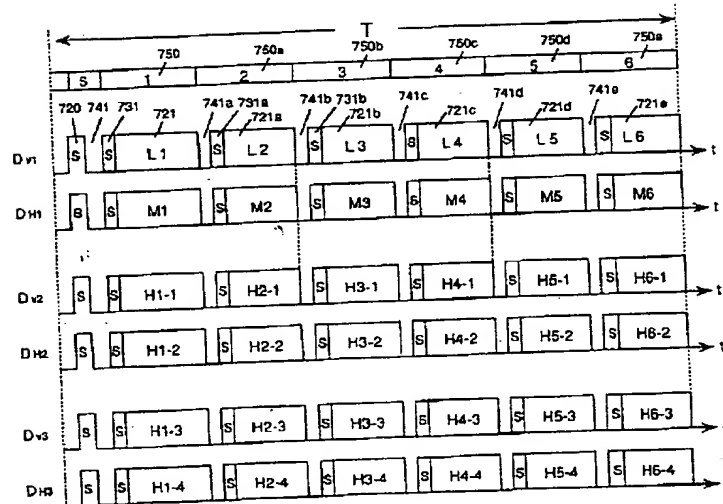 T
750 750a 750b 750c 750d 750e
S 1 2 3 4 5 6
720 741 731 721 741a 731a 721a 741b 731b 721b 741c 721c 741d 721d 741e 721e
DV1 S S L1 S L2 S L3 S L4 S L5 S L6 t
DH1 S S M1 S M2 S M3 S M4 S M5 S M6 t
DV2 S S H1-1 S H2-1 S H3-1 S H4-1 S H5-1 S H6-1 t
DH2 S S H1-2 S H2-2 S H3-2 S H4-2 S H5-2 S H6-2 t
DV3 S S H1-3 S H2-3 S H3-3 S H4-3 S H5-3 S H6-3 t
DH3 S S H1-4 S H2-4 S H3-4 S H4-4 S H5-4 S H6-4